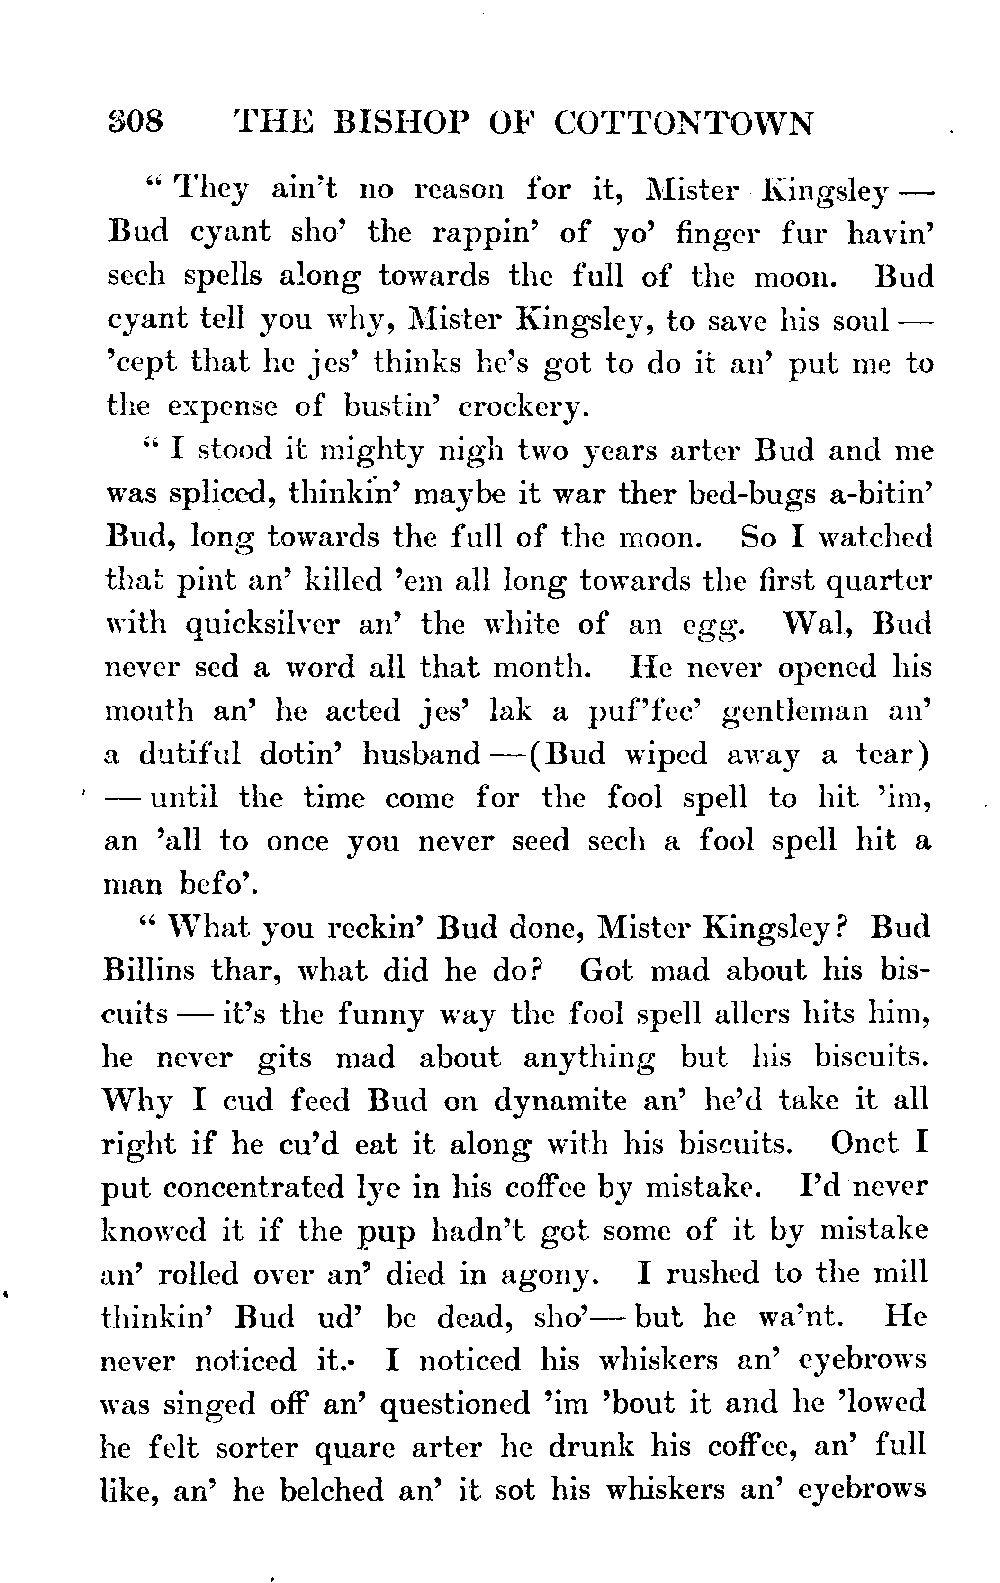 308 THE BISHOP OF COTTONTOWN
“ They ain’t no reason for it, Mister Kingsley —
Bud cyant sho’ the rappin’ of yo’ finger fur havin’
sech spells along towards the full of the moon. Bud
cyant tell you why, Mister Kingsley, to save his soul —
’cept that he jes’ thinks he’s got to do it an’ put me to
the expense of bustin’ crockery.
“ I stood it mighty nigh two years arter Bud and me
was spliced, thinkin’ maybe it war ther bed-bugs a-bitin’
Bud, long towards the full of the moon. So I watched
that pint an’ killed ’em all long towards the first quarter
with quicksilver an’ the white of an egg. Wal, Bud
never sed a word all that month. He never opened his
mouth an’ he acted jes’ lak a puf’fec’ gentleman an’
a dutiful dotin’ husband —(Bud wiped away a tear)
— until the time come for the fool spell to hit ’im,
an ’all to once you never seed sech a fool spell hit a
man befo’.
“ What you reckin’ Bud done, Mister Kingsley? Bud
Billins thar, what did he do? Got mad about his bis-
cuits — it’s the funny way the fool spell allers hits him,
he never gits mad about anything but his biscuits.
Why I cud feed Bud on dynamite an’ he’d take it all
right if he cu’d eat it along with his biscuits. Onct I
put concentrated lye in his coffee by mistake. I’d never
knowed it if the pup hadn’t got some of it by mistake
an’ rolled over an’ died in agony. I rushed to the mill
thinkin’ Bud ud’ be dead, sho’— but he wa’nt. He
never noticed it. I noticed his whiskers an’ eyebrows
was singed off an’ questioned ’im ’bout it and he ’lowed
he felt sorter quare arter he drunk his coffee, an’ full
like, an’ he belched an’ it sot his whiskers an’ eyebrows